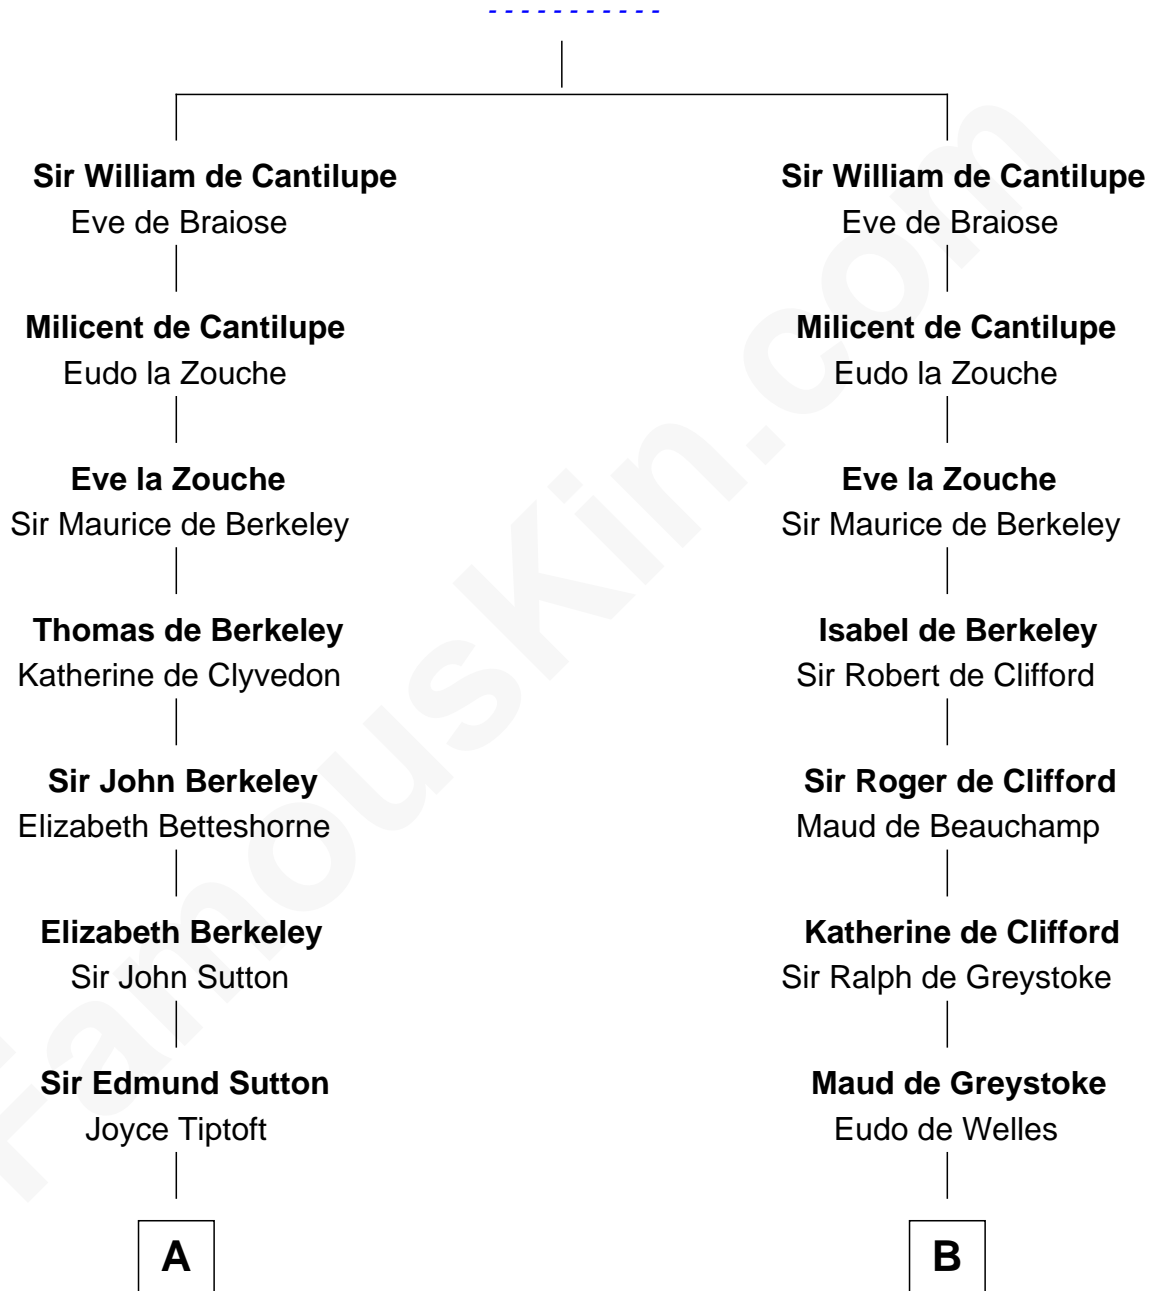 - - - - - - - - - - -
Sir William de Cantilupe
Eve de Braiose
Milicent de Cantilupe
Eudo la Zouche
Eve la Zouche
Sir Maurice de Berkeley
Thomas de Berkeley
Katherine de Clyvedon
Sir John Berkeley
Elizabeth Betteshorne
Elizabeth Berkeley
Sir John Sutton
Sir Edmund Sutton
Joyce Tiptoft
A
Sir William de Cantilupe
Eve de Braiose
Milicent de Cantilupe
Eudo la Zouche
Eve la Zouche
Sir Maurice de Berkeley
Isabel de Berkeley
Sir Robert de Clifford
Sir Roger de Clifford
Maud de Beauchamp
Katherine de Clifford
Sir Ralph de Greystoke
Maud de Greystoke
Eudo de Welles
B
FamousKin.com